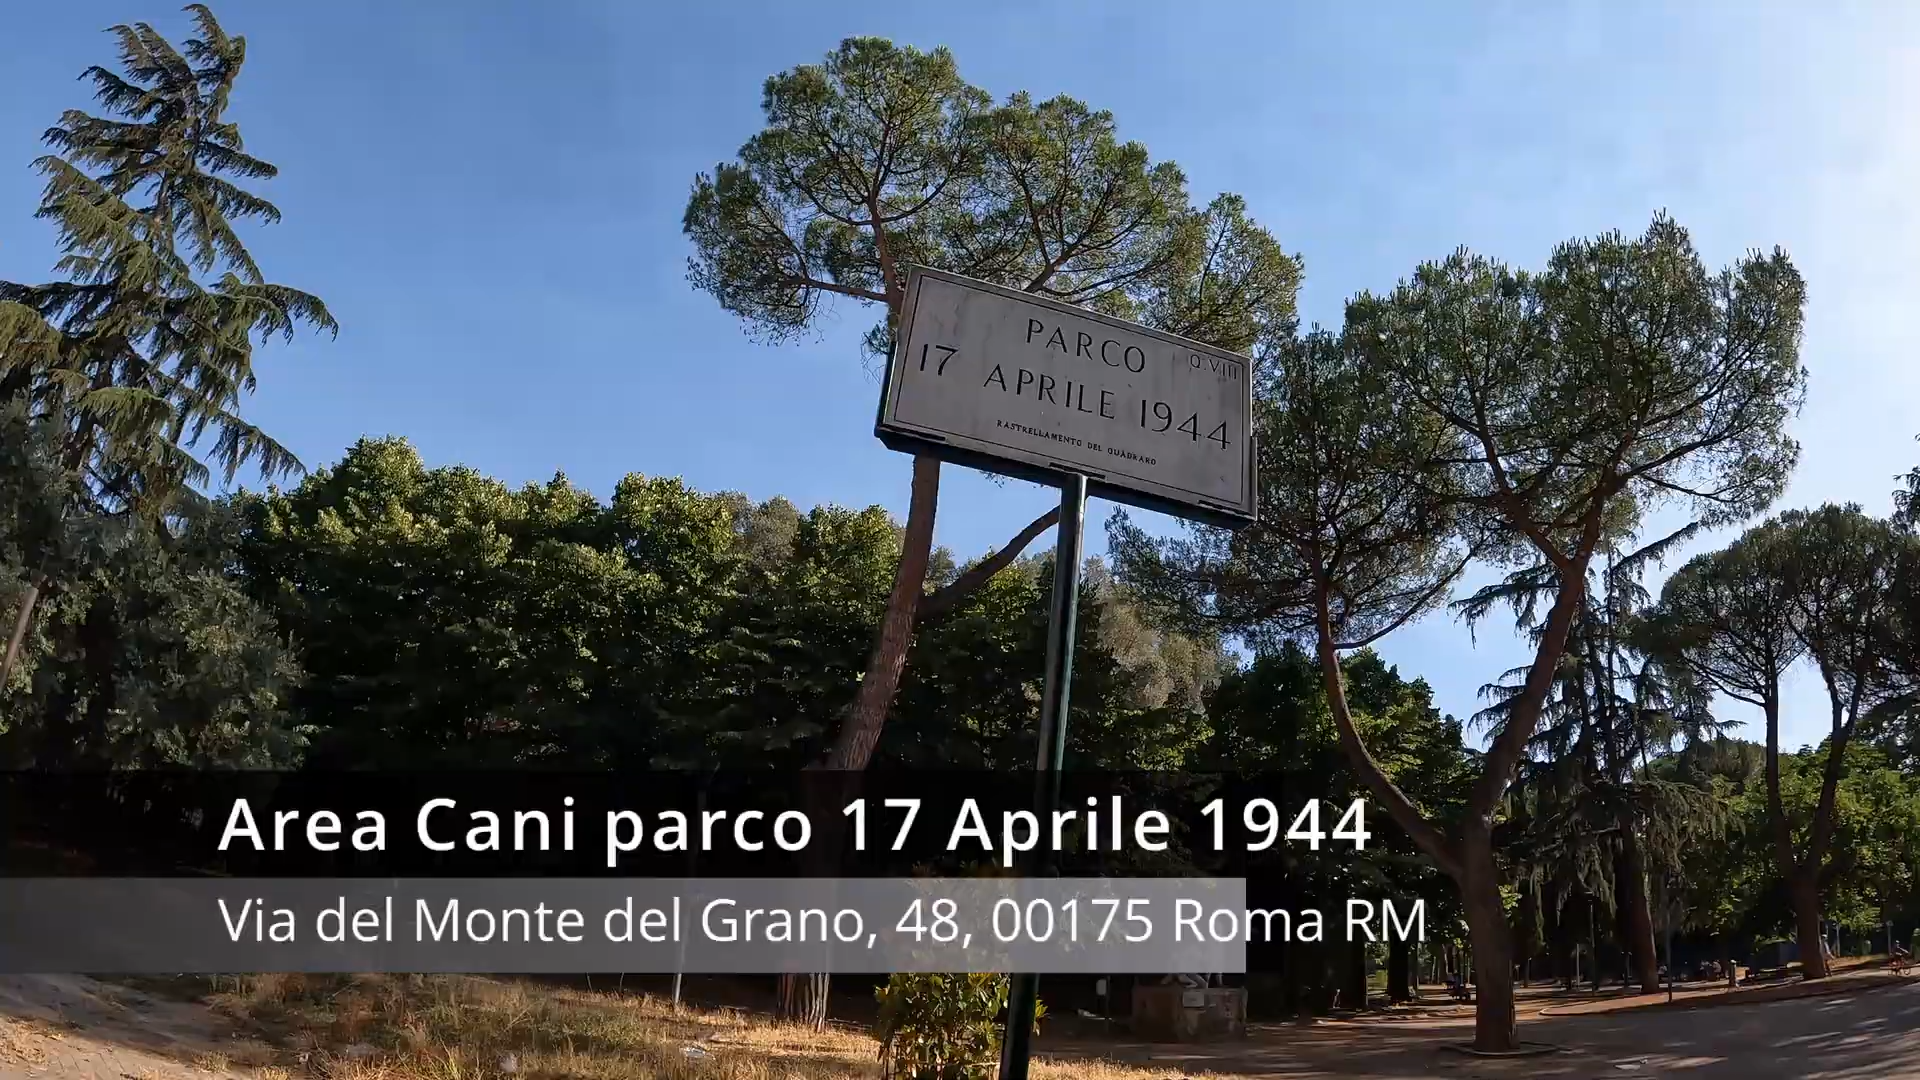 PARCO
Q.VIII
17 APRILE 1944
RASTRELLAMENTO DEL QUADRARO
Area Cani parco 17 Aprile 1944
Via del Monte del Grano, 48, 00175 Roma RM